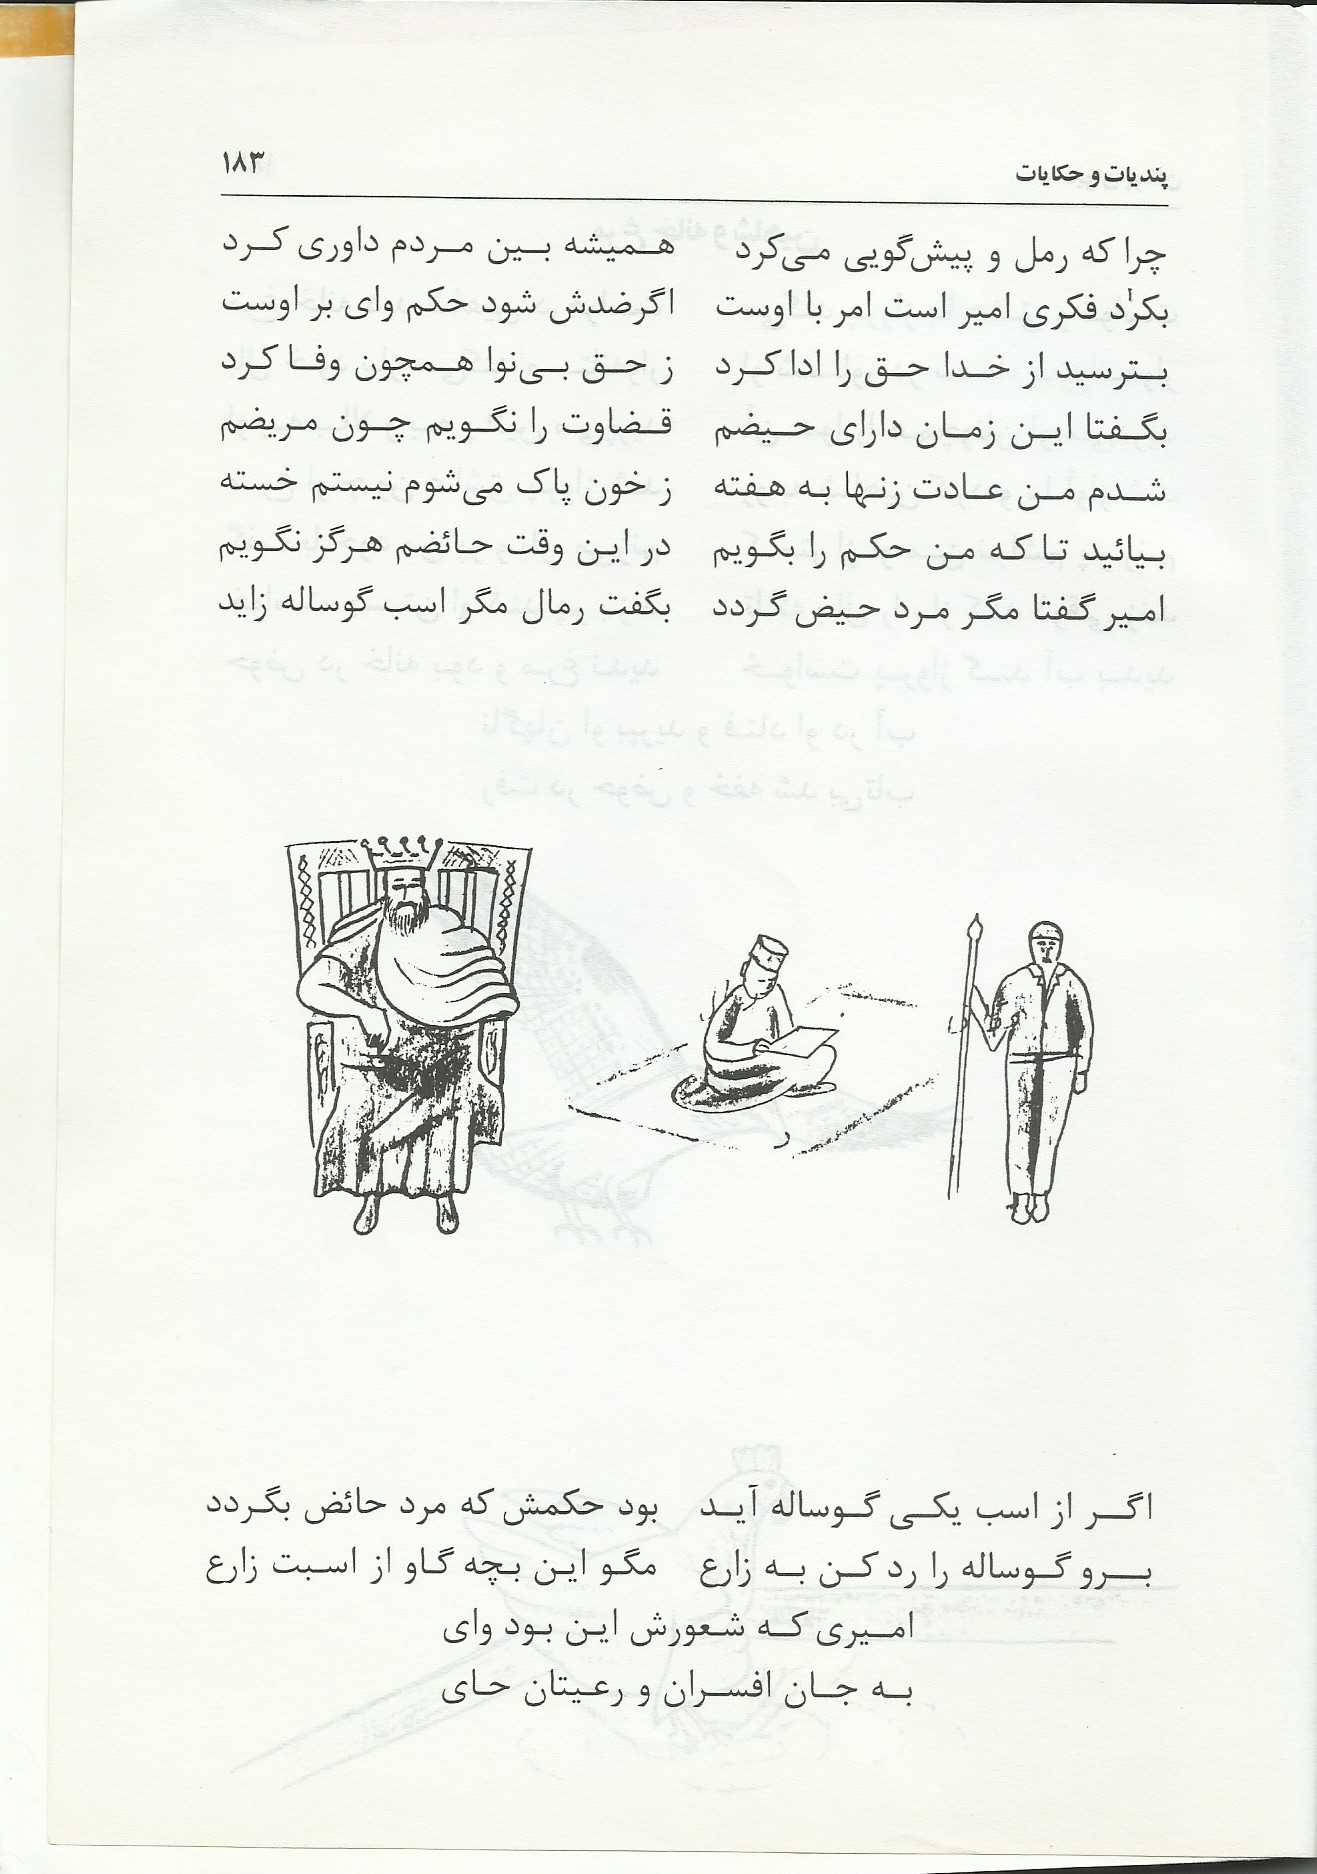 پندیات و حکایات ۱۸۳
چرا که رمل و پیش‌گویی می‌کرد همیشه بین مردم داوری کرد
بکرد فکری امیر است امر با اوست اگرضدش شود حکم وای بر اوست
بترسید از خدا حق را ادا کرد ز حق بی‌نوا همچون وفا کرد
بگفتا این زمان دارای حیضم قضاوت را نگویم چون مریضم
شدم من عادت زنها به هفته ز خون پاک می‌شوم نیستم خسته
بیائید تا که من حکم را بگویم در این وقت حائضم هرگز نگویم
امیر گفتا مگر مرد حیض گردد بگفت رمال مگر اسب گوساله زاید
اگر از اسب یکی گوساله آید بود حکمش که مرد حائض بگردد
برو گوساله را رد کن به زارع مگو این بچه گاو از اسبت زارع
امیری که شعورش این بود وای
به جان افسران و رعیتان حای